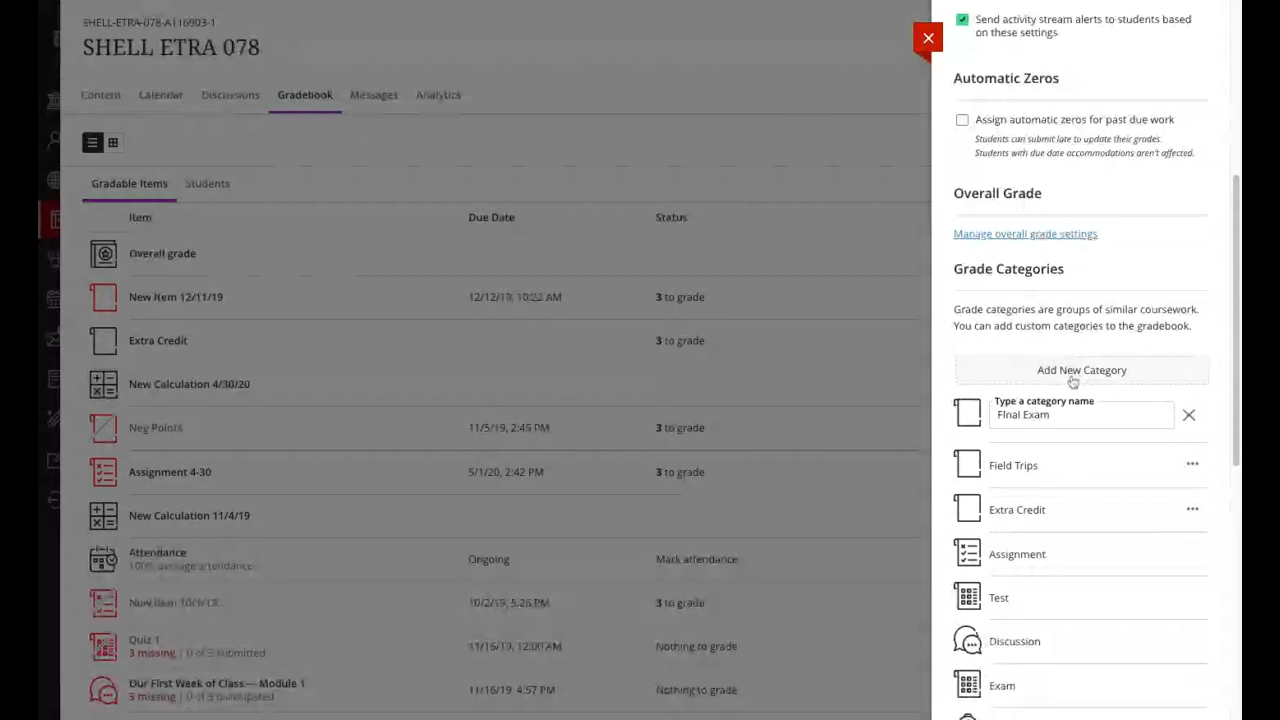 SHELL-ETRA-078-A116903-1
SHELL ETRA 078
Content Calendar Discussions Gradebook Messages Analytics
Gradable Items Students
Item Due Date Status
Overall grade
New Item 12/11/19 12/12/19, 10:22 AM 3 to grade
Extra Credit 3 to grade
New Calculation 4/30/20
Neg Points 11/5/19, 2:45 PM 3 to grade
Assignment 4-30 5/1/20, 2:42 PM 3 to grade
New Calculation 11/4/19
Attendance Ongoing Mark attendance
100% average attendance
New Item 10/2/19, 5:26 PM 3 to grade
Quiz 1 11/16/19, 12:00 AM Nothing to grade
3 missing | 0 of 3 submitted
Our First Week of Class — Module 1 11/16/19, 4:57 PM Nothing to grade
3 missing | 0 of 3 participated
Send activity stream alerts to students based
on these settings
Automatic Zeros
Assign automatic zeros for past due work
Students can submit late to update their grades.
Students with due date accommodations aren't affected.
Overall Grade
Manage overall grade settings
Grade Categories
Grade categories are groups of similar coursework.
You can add custom categories to the gradebook.
Add New Category
Type a category name
FInal Exam
Field Trips
Extra Credit
Assignment
Test
Discussion
Exam